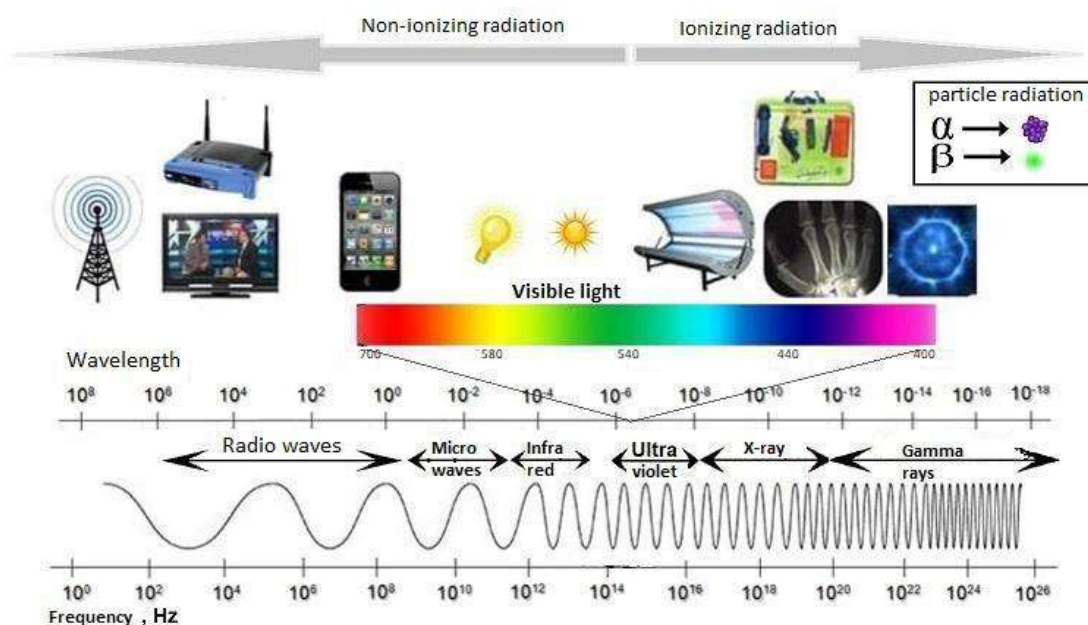 Non-ionizing radiation
Ionizing radiation
particle radiation
α
β
Visible light
700 580 540 440 400
Wavelength
10⁸ 10⁶ 10⁴ 10² 10⁰ 10⁻² 10⁻⁴ 10⁻⁶ 10⁻⁸ 10⁻¹⁰ 10⁻¹² 10⁻¹⁴ 10⁻¹⁶ 10⁻¹⁸
Radio waves
Micro
waves
Infra
red
Ultra
violet
X-ray
Gamma
rays
10⁰ 10² 10⁴ 10⁶ 10⁸ 10¹⁰ 10¹² 10¹⁴ 10¹⁶ 10¹⁸ 10²⁰ 10²² 10²⁴ 10²⁶
Frequency , Hz